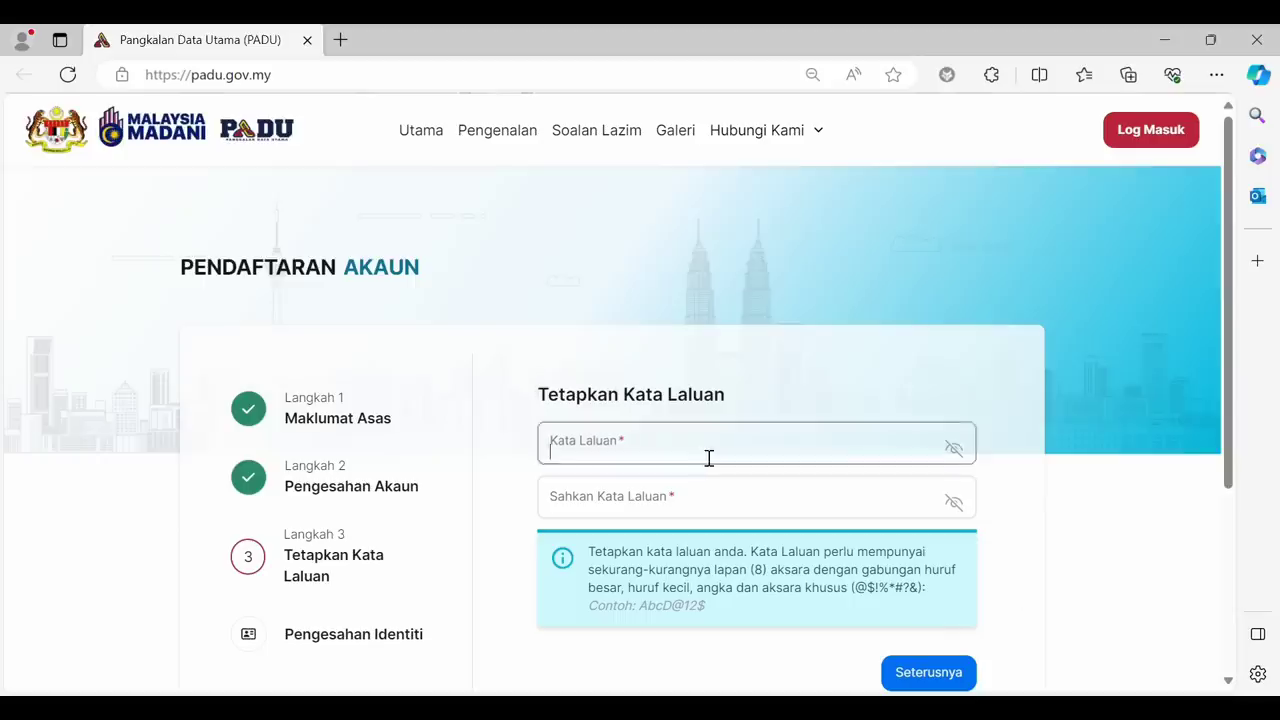 Pangkalan Data Utama (PADU)
https://padu.gov.my
MALAYSIA
MADANI
PADU
PANGKALAN DATA UTAMA
Utama
Pengenalan
Soalan Lazim
Galeri
Hubungi Kami
Log Masuk
PENDAFTARAN AKAUN
Langkah 1
Maklumat Asas
Langkah 2
Pengesahan Akaun
Langkah 3
3
Tetapkan Kata
Laluan
Pengesahan Identiti
Tetapkan Kata Laluan
Kata Laluan*
Sahkan Kata Laluan*
Tetapkan kata laluan anda. Kata Laluan perlu mempunyai
sekurang-kurangnya lapan (8) aksara dengan gabungan huruf
besar, huruf kecil, angka dan aksara khusus (@$!%*#?&):
Contoh: AbcD@12$
Seterusnya